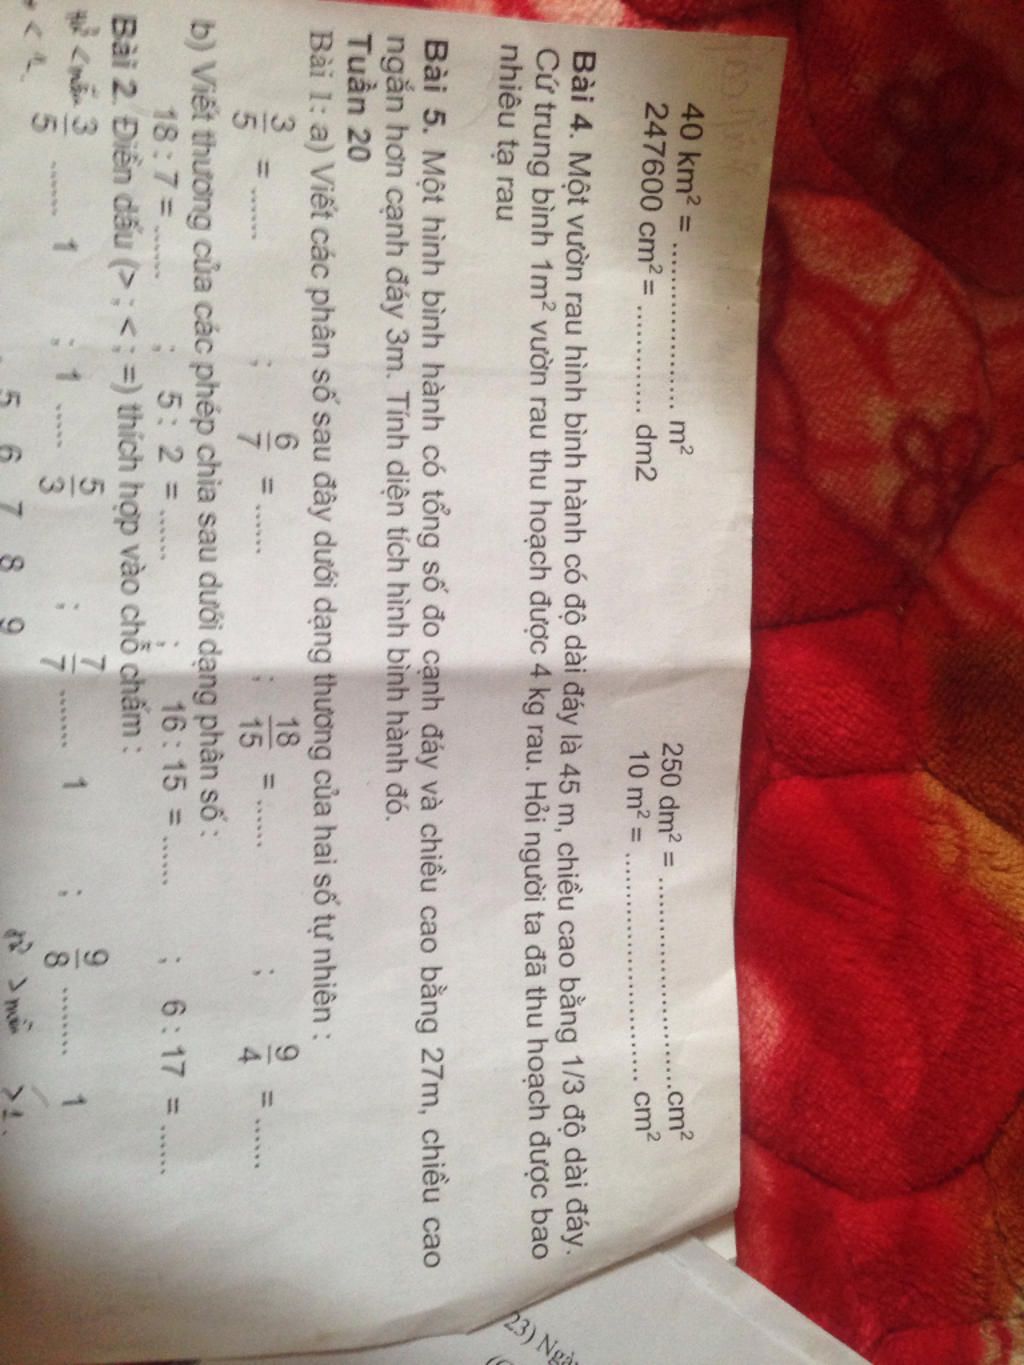 40 km² = .................. m² 250 dm² = ........................cm²
247600 cm² = ............ dm2 10 m² = .......................... cm²
Bài 4. Một vườn rau hình bình hành có độ dài đáy là 45 m, chiều cao bằng 1/3 độ dài đáy.
Cứ trung bình 1m² vườn rau thu hoạch được 4 kg rau. Hỏi người ta đã thu hoạch được bao
nhiêu tạ rau
Bài 5. Một hình bình hành có tổng số đo cạnh đáy và chiều cao bằng 27m, chiều cao
ngắn hơn cạnh đáy 3m. Tính diện tích hình bình hành đó.
Tuần 20
Bài 1: a) Viết các phân số sau đây dưới dạng thương của hai số tự nhiên :
3/5 = ...... ; 6/7 = ...... ; 18/15 = ...... ; 9/4 = ......
b) Viết thương của các phép chia sau dưới dạng phân số :
18 : 7 = ...... ; 5 : 2 = ...... ; 16 : 15 = ...... ; 6 : 17 = ......
Bài 2. Điền dấu (> ; < ; =) thích hợp vào chỗ chấm :
3/5 ...... 1 ; 1 ...... 5/3 ; 7/7 ....... 1 ; 9/8 ........ 1
5 6 7 8 9
> 1.
23) Ngà